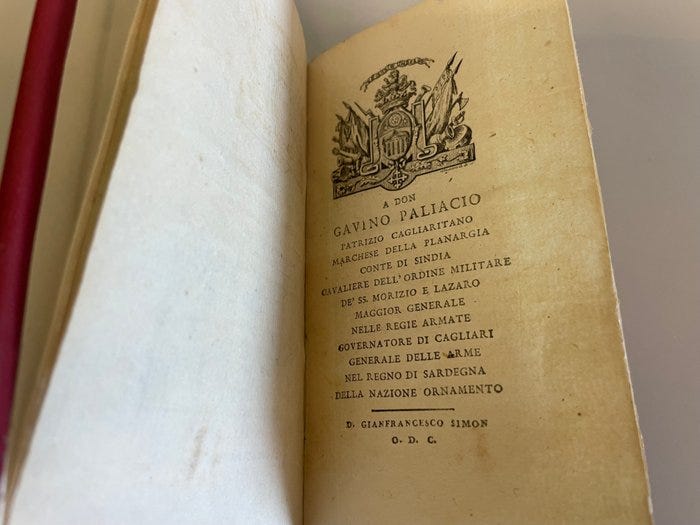 A DON
GAVINO PALIACIO
PATRIZIO CAGLIARITANO
MARCHESE DELLA PLANARGIA
CONTE DI SINDIA
CAVALIERE DELL'ORDINE MILITARE
DE' SS. MORIZIO E LAZARO
MAGGIOR GENERALE
NELLE REGIE ARMATE
GOVERNATORE DI CAGLIARI
GENERALE DELLE ARME
NEL REGNO DI SARDEGNA
DELLA NAZIONE ORNAMENTO
D. GIANFRANCESCO SIMON
O. D. C.